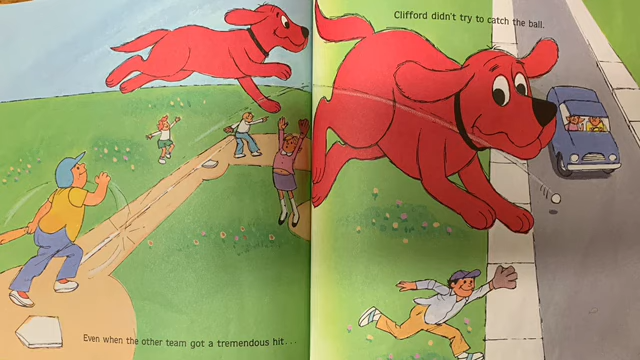 Even when the other team got a tremendous hit...
Clifford didn't try to catch the ball.